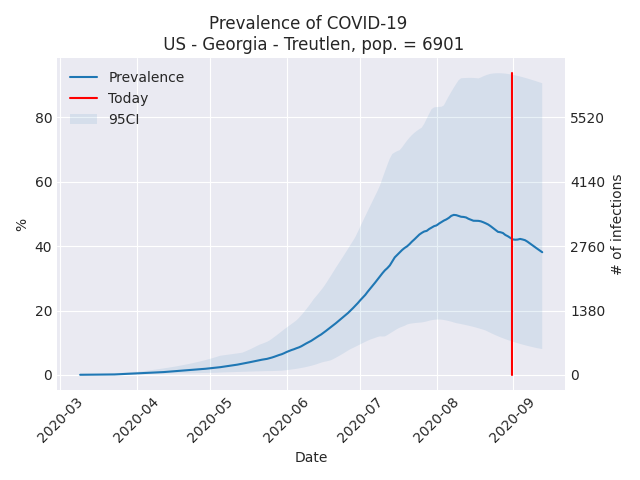 Prevalence of COVID-19
US - Georgia - Treutlen, pop. = 6901
Prevalence
Today
95CI
80
60
40
20
0
%
5520
4140
2760
1380
0
# of infections
2020-03
2020-04
2020-05
2020-06
2020-07
2020-08
2020-09
Date